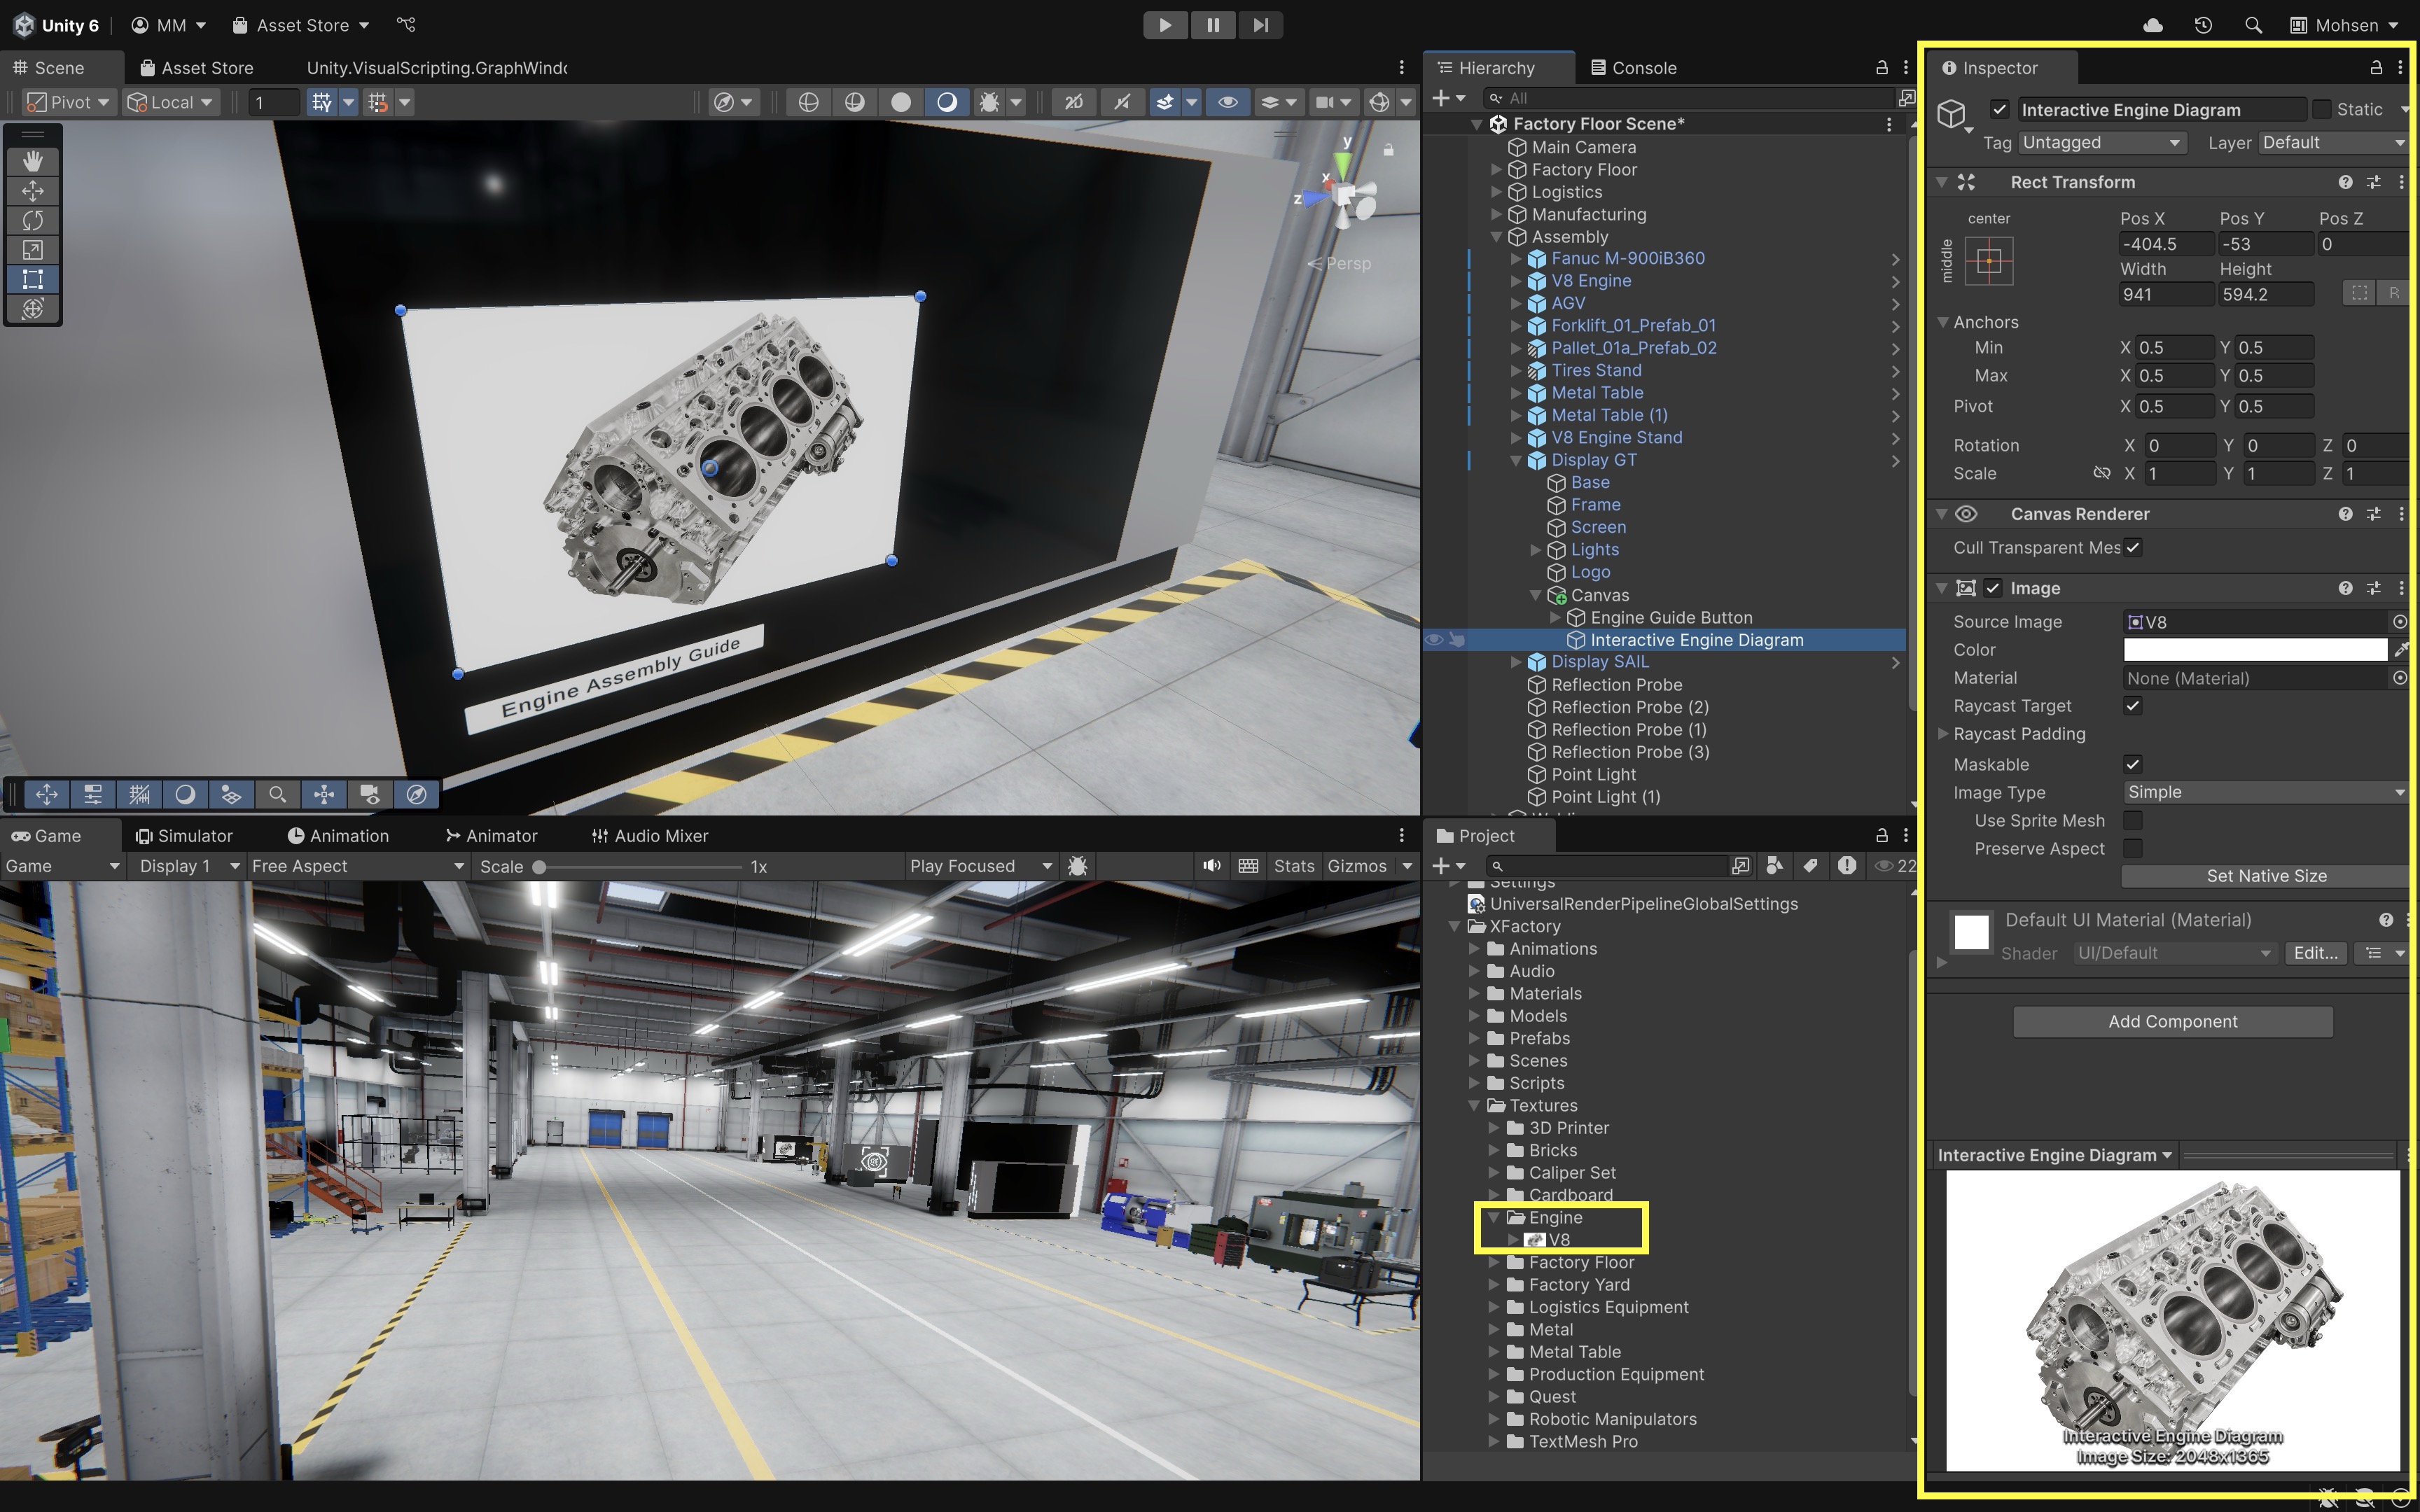 Unity 6
MM
Asset Store
Mohsen
Scene
Asset Store
Unity.VisualScripting.GraphWindo
Pivot
Local
1
2D
y
x
z
Persp
Engine Assembly Guide
Game
Simulator
Animation
Animator
Audio Mixer
Game
Display 1
Free Aspect
Scale
1x
Play Focused
Stats
Gizmos
Hierarchy
Console
All
Factory Floor Scene*
Main Camera
Factory Floor
Logistics
Manufacturing
Assembly
Fanuc M-900iB360
V8 Engine
AGV
Forklift_01_Prefab_01
Pallet_01a_Prefab_02
Tires Stand
Metal Table
Metal Table (1)
V8 Engine Stand
Display GT
Base
Frame
Screen
Lights
Logo
Canvas
Engine Guide Button
Interactive Engine Diagram
Display SAIL
Reflection Probe
Reflection Probe (2)
Reflection Probe (1)
Reflection Probe (3)
Point Light
Point Light (1)
Project
22
Settings
UniversalRenderPipelineGlobalSettings
XFactory
Animations
Audio
Materials
Models
Prefabs
Scenes
Scripts
Textures
3D Printer
Bricks
Caliper Set
Cardboard
Engine
V8
Factory Floor
Factory Yard
Logistics Equipment
Metal
Metal Table
Production Equipment
Quest
Robotic Manipulators
TextMesh Pro
Inspector
Interactive Engine Diagram
Static
Tag Untagged
Layer Default
Rect Transform
center
middle
Pos X Pos Y Pos Z
-404.5 -53 0
Width Height
941 594.2
R
Anchors
Min X 0.5 Y 0.5
Max X 0.5 Y 0.5
Pivot X 0.5 Y 0.5
Rotation X 0 Y 0 Z 0
Scale X 1 Y 1 Z 1
Canvas Renderer
Cull Transparent Mes
Image
Source Image V8
Color
Material None (Material)
Raycast Target
Raycast Padding
Maskable
Image Type Simple
Use Sprite Mesh
Preserve Aspect
Set Native Size
Default UI Material (Material)
Shader UI/Default Edit...
Add Component
Interactive Engine Diagram
Interactive Engine Diagram
Image Size: 2048x1365